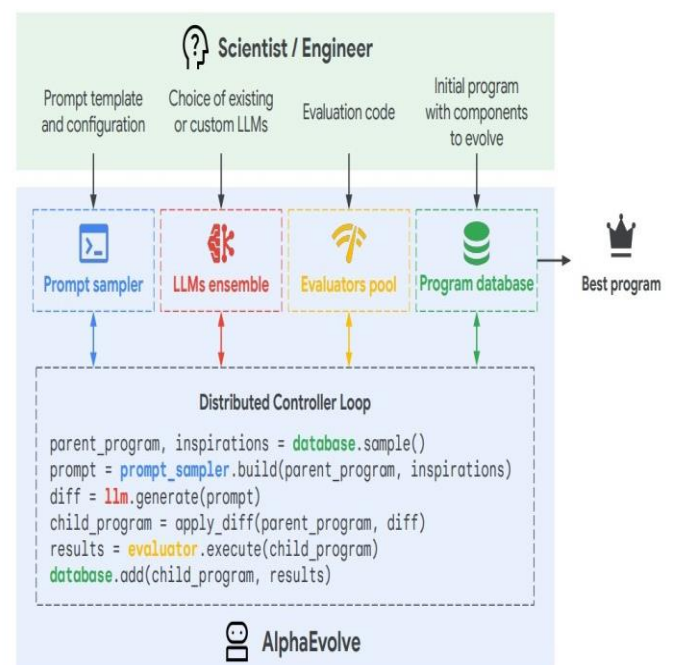 Scientist / Engineer
Prompt template
and configuration
Choice of existing
or custom LLMs
Evaluation code
Initial program
with components
to evolve
Prompt sampler
LLMs ensemble
Evaluators pool
Program database
Best program
Distributed Controller Loop
parent_program, inspirations = database.sample()
prompt = prompt_sampler.build(parent_program, inspirations)
diff = llm.generate(prompt)
child_program = apply_diff(parent_program, diff)
results = evaluator.execute(child_program)
database.add(child_program, results)
AlphaEvolve